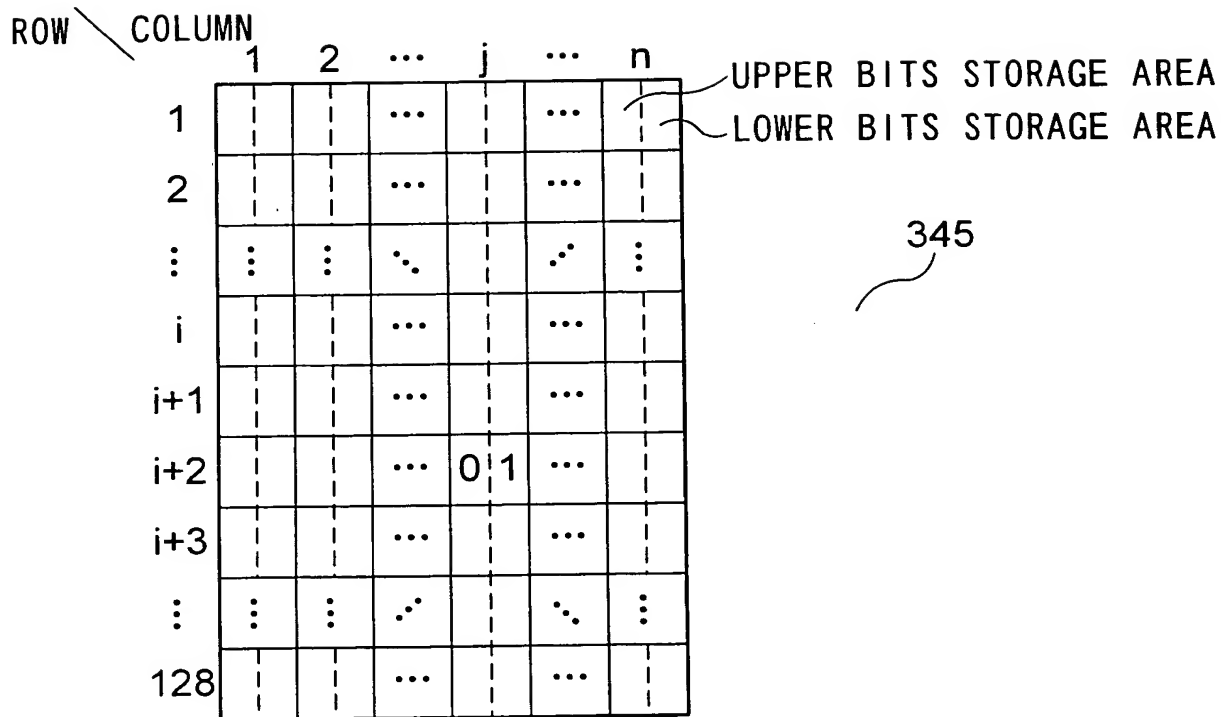 ROW \ COLUMN
1 2 ... j ... n
UPPER BITS STORAGE AREA
1 ... ...
LOWER BITS STORAGE AREA
2 ... ...
345
⋮ ⋮ ⋮ ⋱ ⋰ ⋮
i ... ...
i+1 ... ...
i+2 ... 0 1 ...
i+3 ... ...
⋮ ⋮ ⋮ ⋰ ⋱ ⋮
128 ... ...